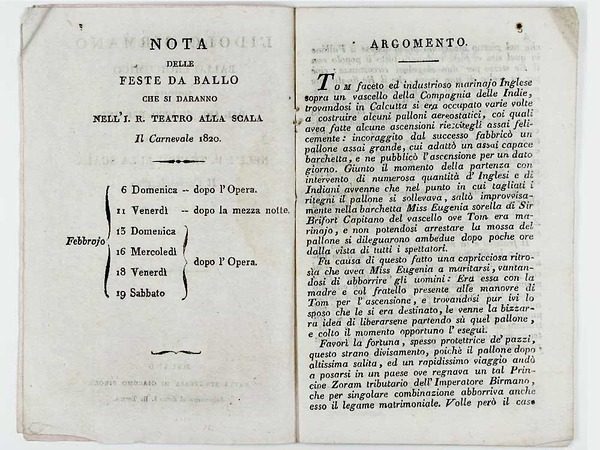 NOTA
DELLE
FESTE DA BALLO
CHE SI DARANNO
NELL'I. R. TEATRO ALLA SCALA
Il Carnevale 1820.
Febbrajo
6 Domenica -- dopo l'Opera.
11 Venerdì -- dopo la mezza notte.
13 Domenica
16 Mercoledì
18 Venerdì
19 Sabbato
dopo l'Opera.
ARGOMENTO.
TOM faceto ed industrioso marinajo Inglese
sopra un vascello della Compagnia delle Indie,
trovandosi in Calcutta si era occupato varie volte
a costruire alcuni palloni aereostatici, coi quali
avea fatte alcune ascensioni riescitegli assai feli-
cemente: incoraggito dal successo fabbricò un
pallone assai grande, cui adattò un assai capace
barchetta, e ne pubblicò l'ascensione per un dato
giorno. Giunto il momento della partenza con
intervento di numerosa quantità d' Inglesi e di
Indiani avvenne che nel punto in cui tagliati i
ritegni il pallone si sollevava, saltò improvvisa-
mente nella barchetta Miss Eugenia sorella di Sir
Brifort Capitano del vascello ove Tom era ma-
rinajo, e non potendosi arrestare la mossa del
pallone si dileguarono ambedue dopo poche ore
dalla vista di tutti i spettatori.
Fu causa di questo fatto una capricciosa ritro-
sìa che avea Miss Eugenia a maritarsi, vantan-
dosi di abborrire gli uomini: Era essa con la
madre e col fratello presente alle manovre di
Tom per l'ascensione, e trovandosi pur ivi lo
sposo che le si era destinato, le venne la bizzar-
ra idea di liberarsene partendo sù quel pallone,
e colto il momento opportuno l' eseguì.
Favorì la fortuna, spesso protettrice de' pazzi,
questo strano divisamento, poichè il pallone dopo
altissima salita, ed un rapidissimo viaggio andò
a posarsi in un paese ove regnava un tal Prin-
cipe Zoram tributario dell'Imperatore Birmano,
che per singolare combinazione abborriva anche
esso il legame matrimoniale. Volle però il caso